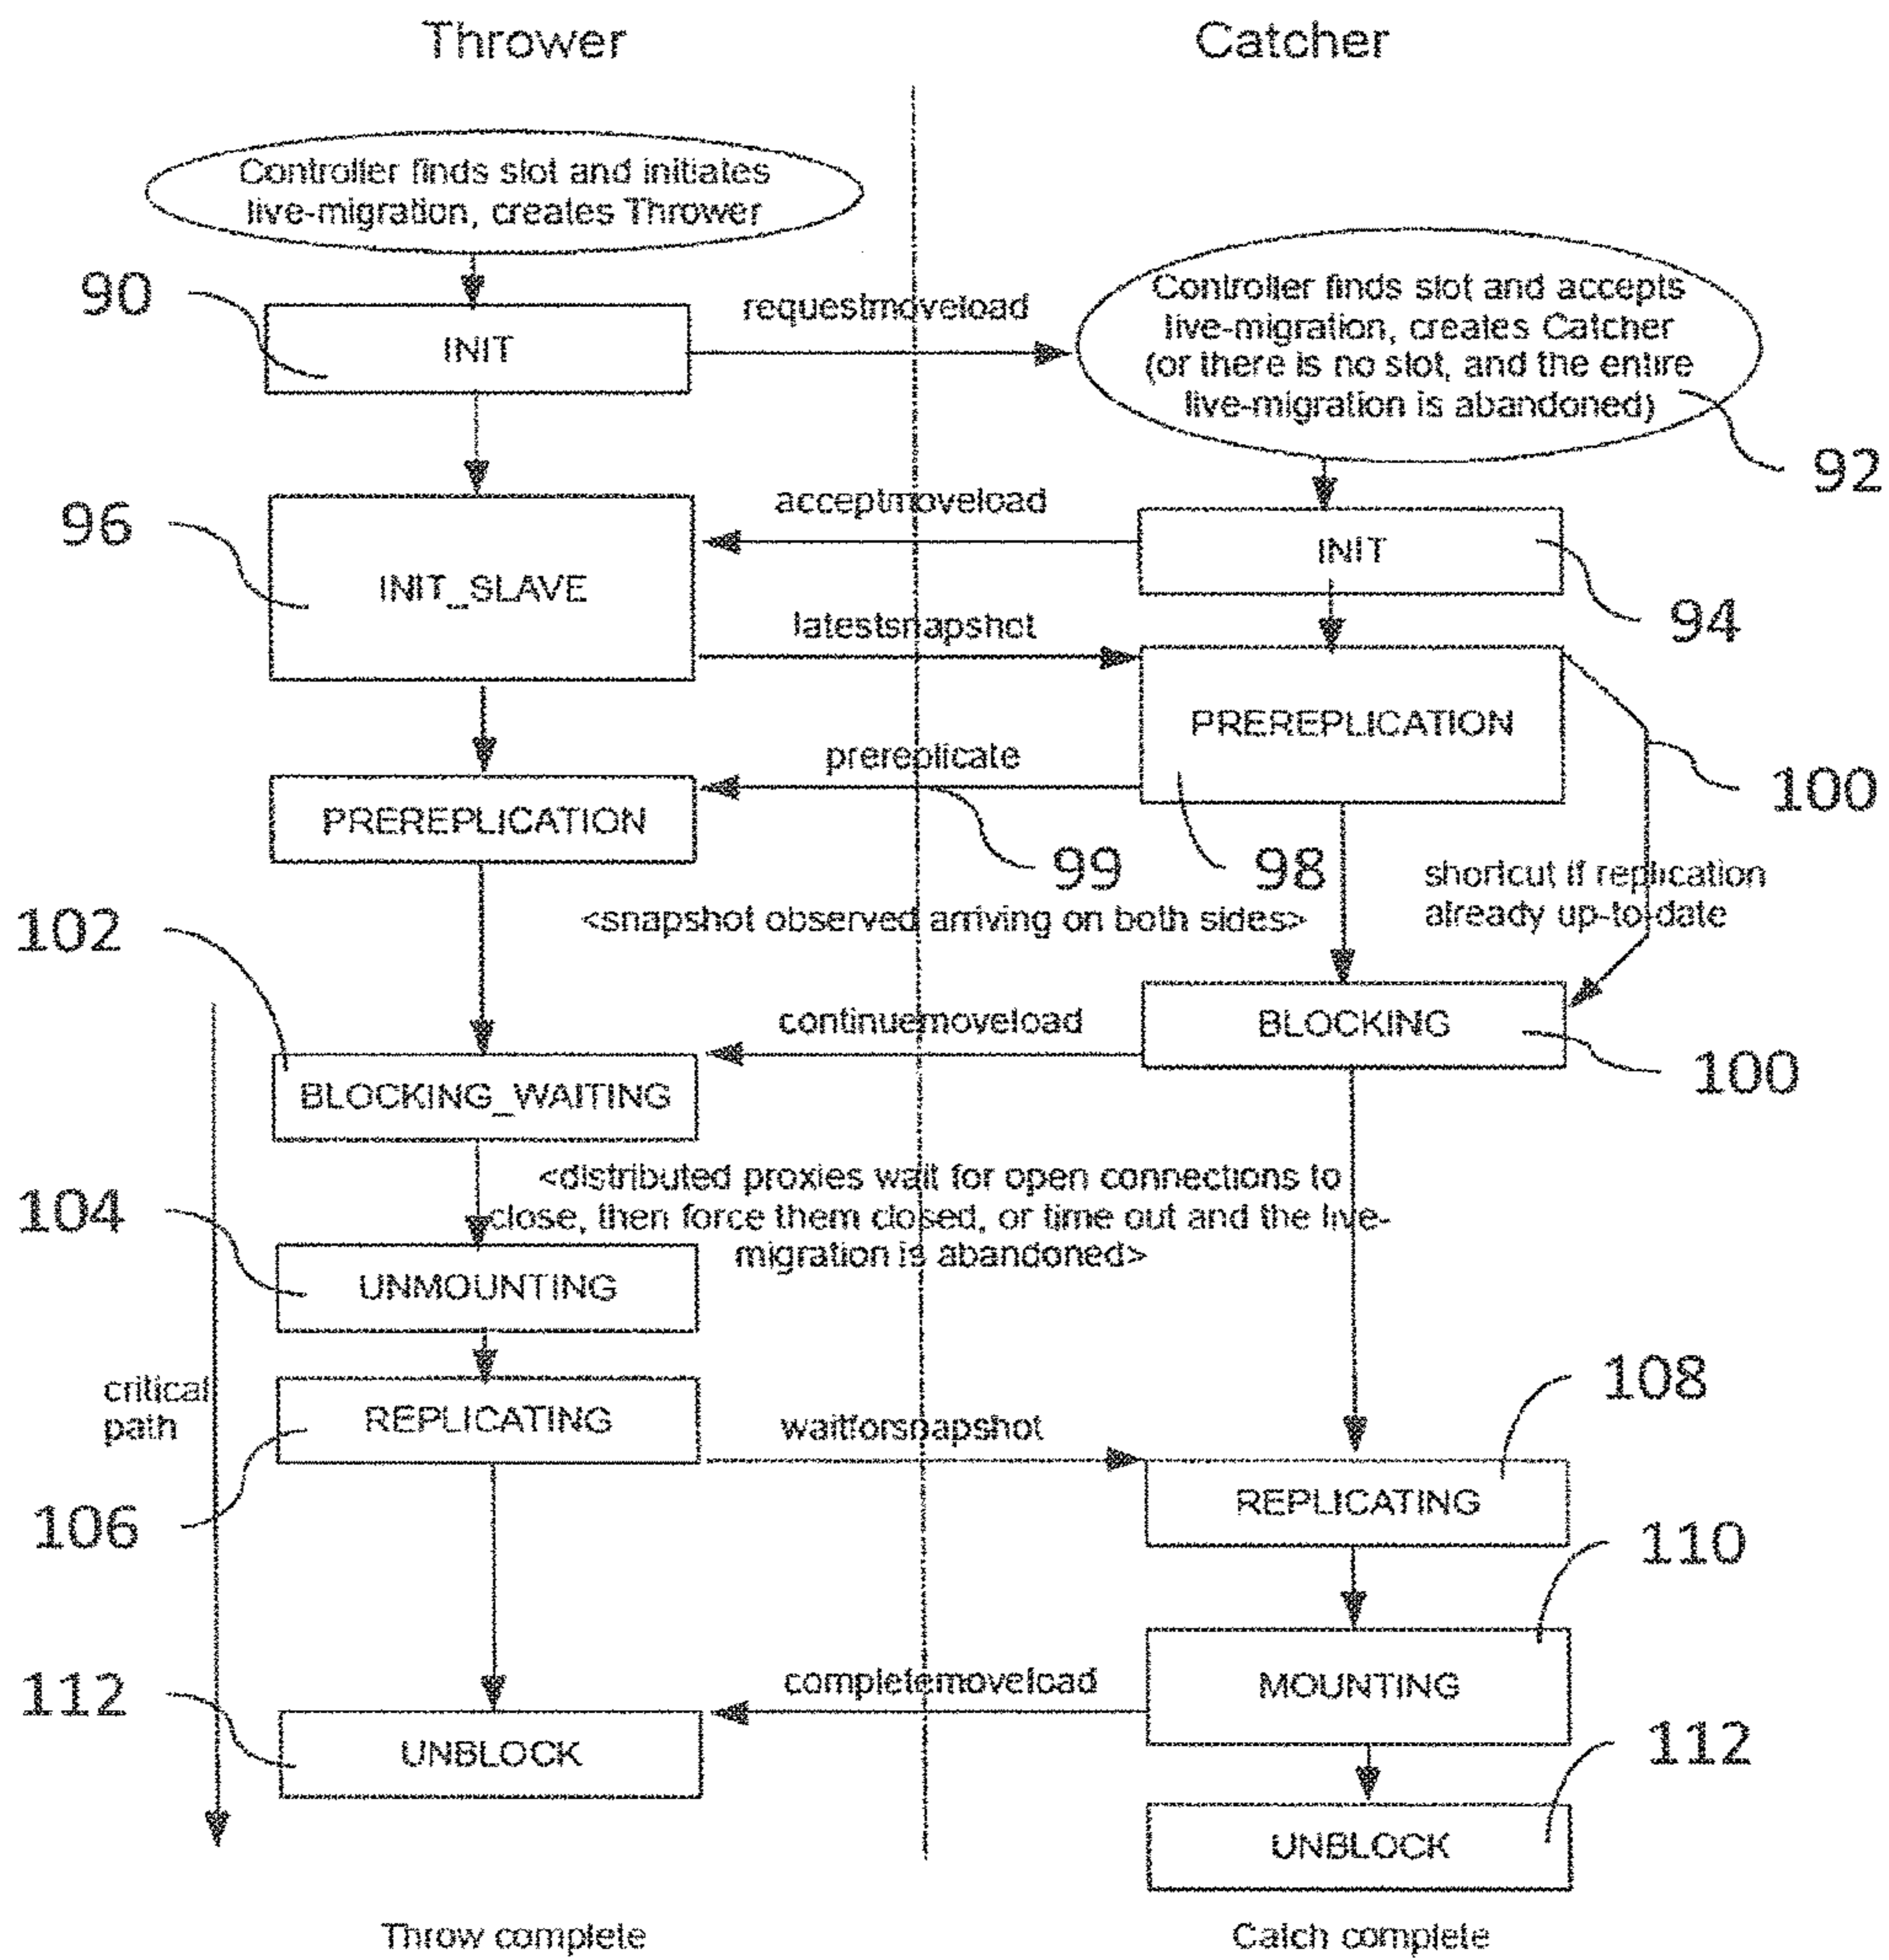 Thrower
Catcher
Controller finds slot and initiates
live-migration, creates Thrower
90
INIT
requestmoveload
Controller finds slot and accepts
live-migration, creates Catcher
(or there is no slot, and the entire
live-migration is abandoned)
92
96
INIT_SLAVE
acceptmoveload
INIT
94
latestsnapshot
PREREPLICATION
100
prereplicate
PREREPLICATION
99
98
shortcut if replication
already up-to-date
<snapshot observed arriving on both sides>
102
continuemoveload
BLOCKING
100
BLOCKING_WAITING
<distributed proxies wait for open connections to
close, then force them closed, or time out and the live-
migration is abandoned>
104
UNMOUNTING
critical
path
REPLICATING
106
waitforsnapshot
108
REPLICATING
110
MOUNTING
completemoveload
112
UNBLOCK
112
UNBLOCK
Throw complete
Catch complete